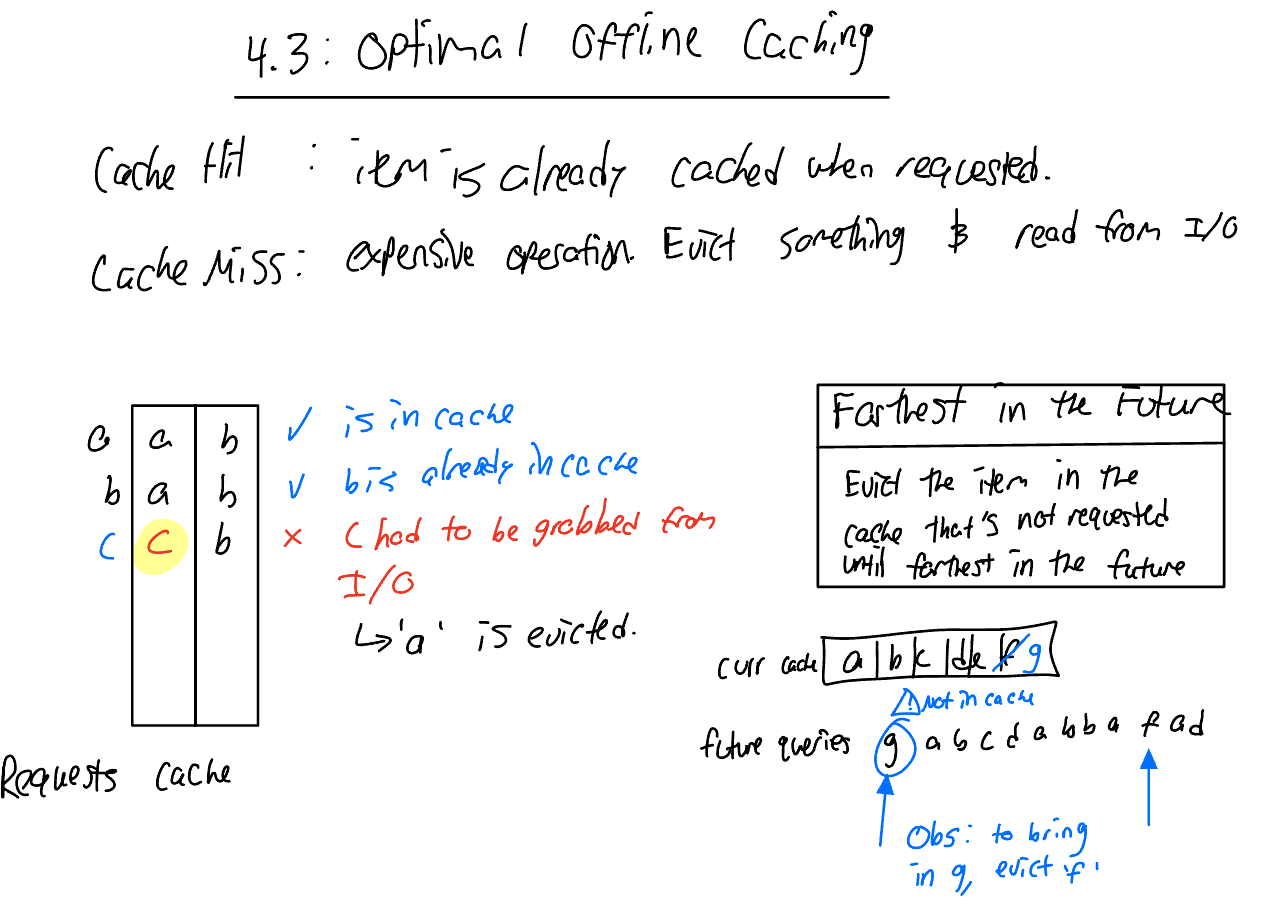 4.3: Optimal Offline Caching
Cache Hit : item is already cached when requested.
Cache Miss: expensive operation. Evict something & read from I/O
a a b ✓ is in cache
b a b ✓ b is already in cache
c c b × C had to be grabbed from
I/O
↳ 'a' is evicted.
Requests cache
Farthest in the Future
Evict the item in the
cache that's not requested
until farthest in the future
curr cache a b c d e f g
⚠ Not in cache
future queries g a b c d a b b a f a d
Obs: to bring
in g, evict 'f'